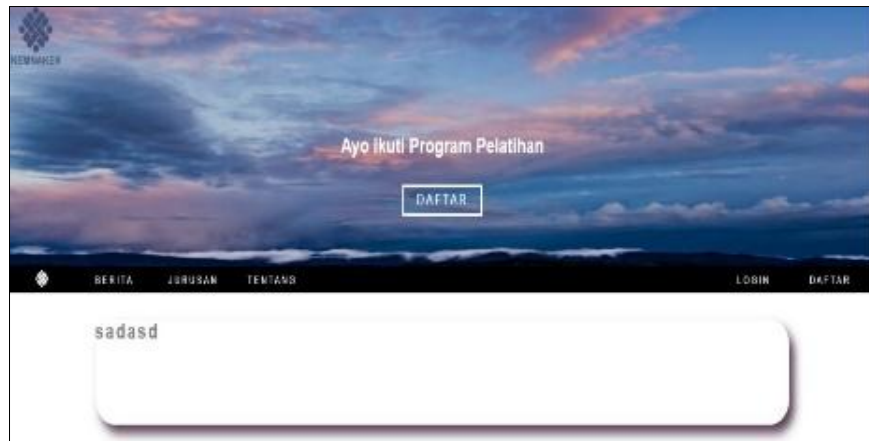 KEMNAKER
Ayo Ikuti Program Pelatihan
DAFTAR
BERITA JURUSAN TENTANG LOGIN DAFTAR
sadasd